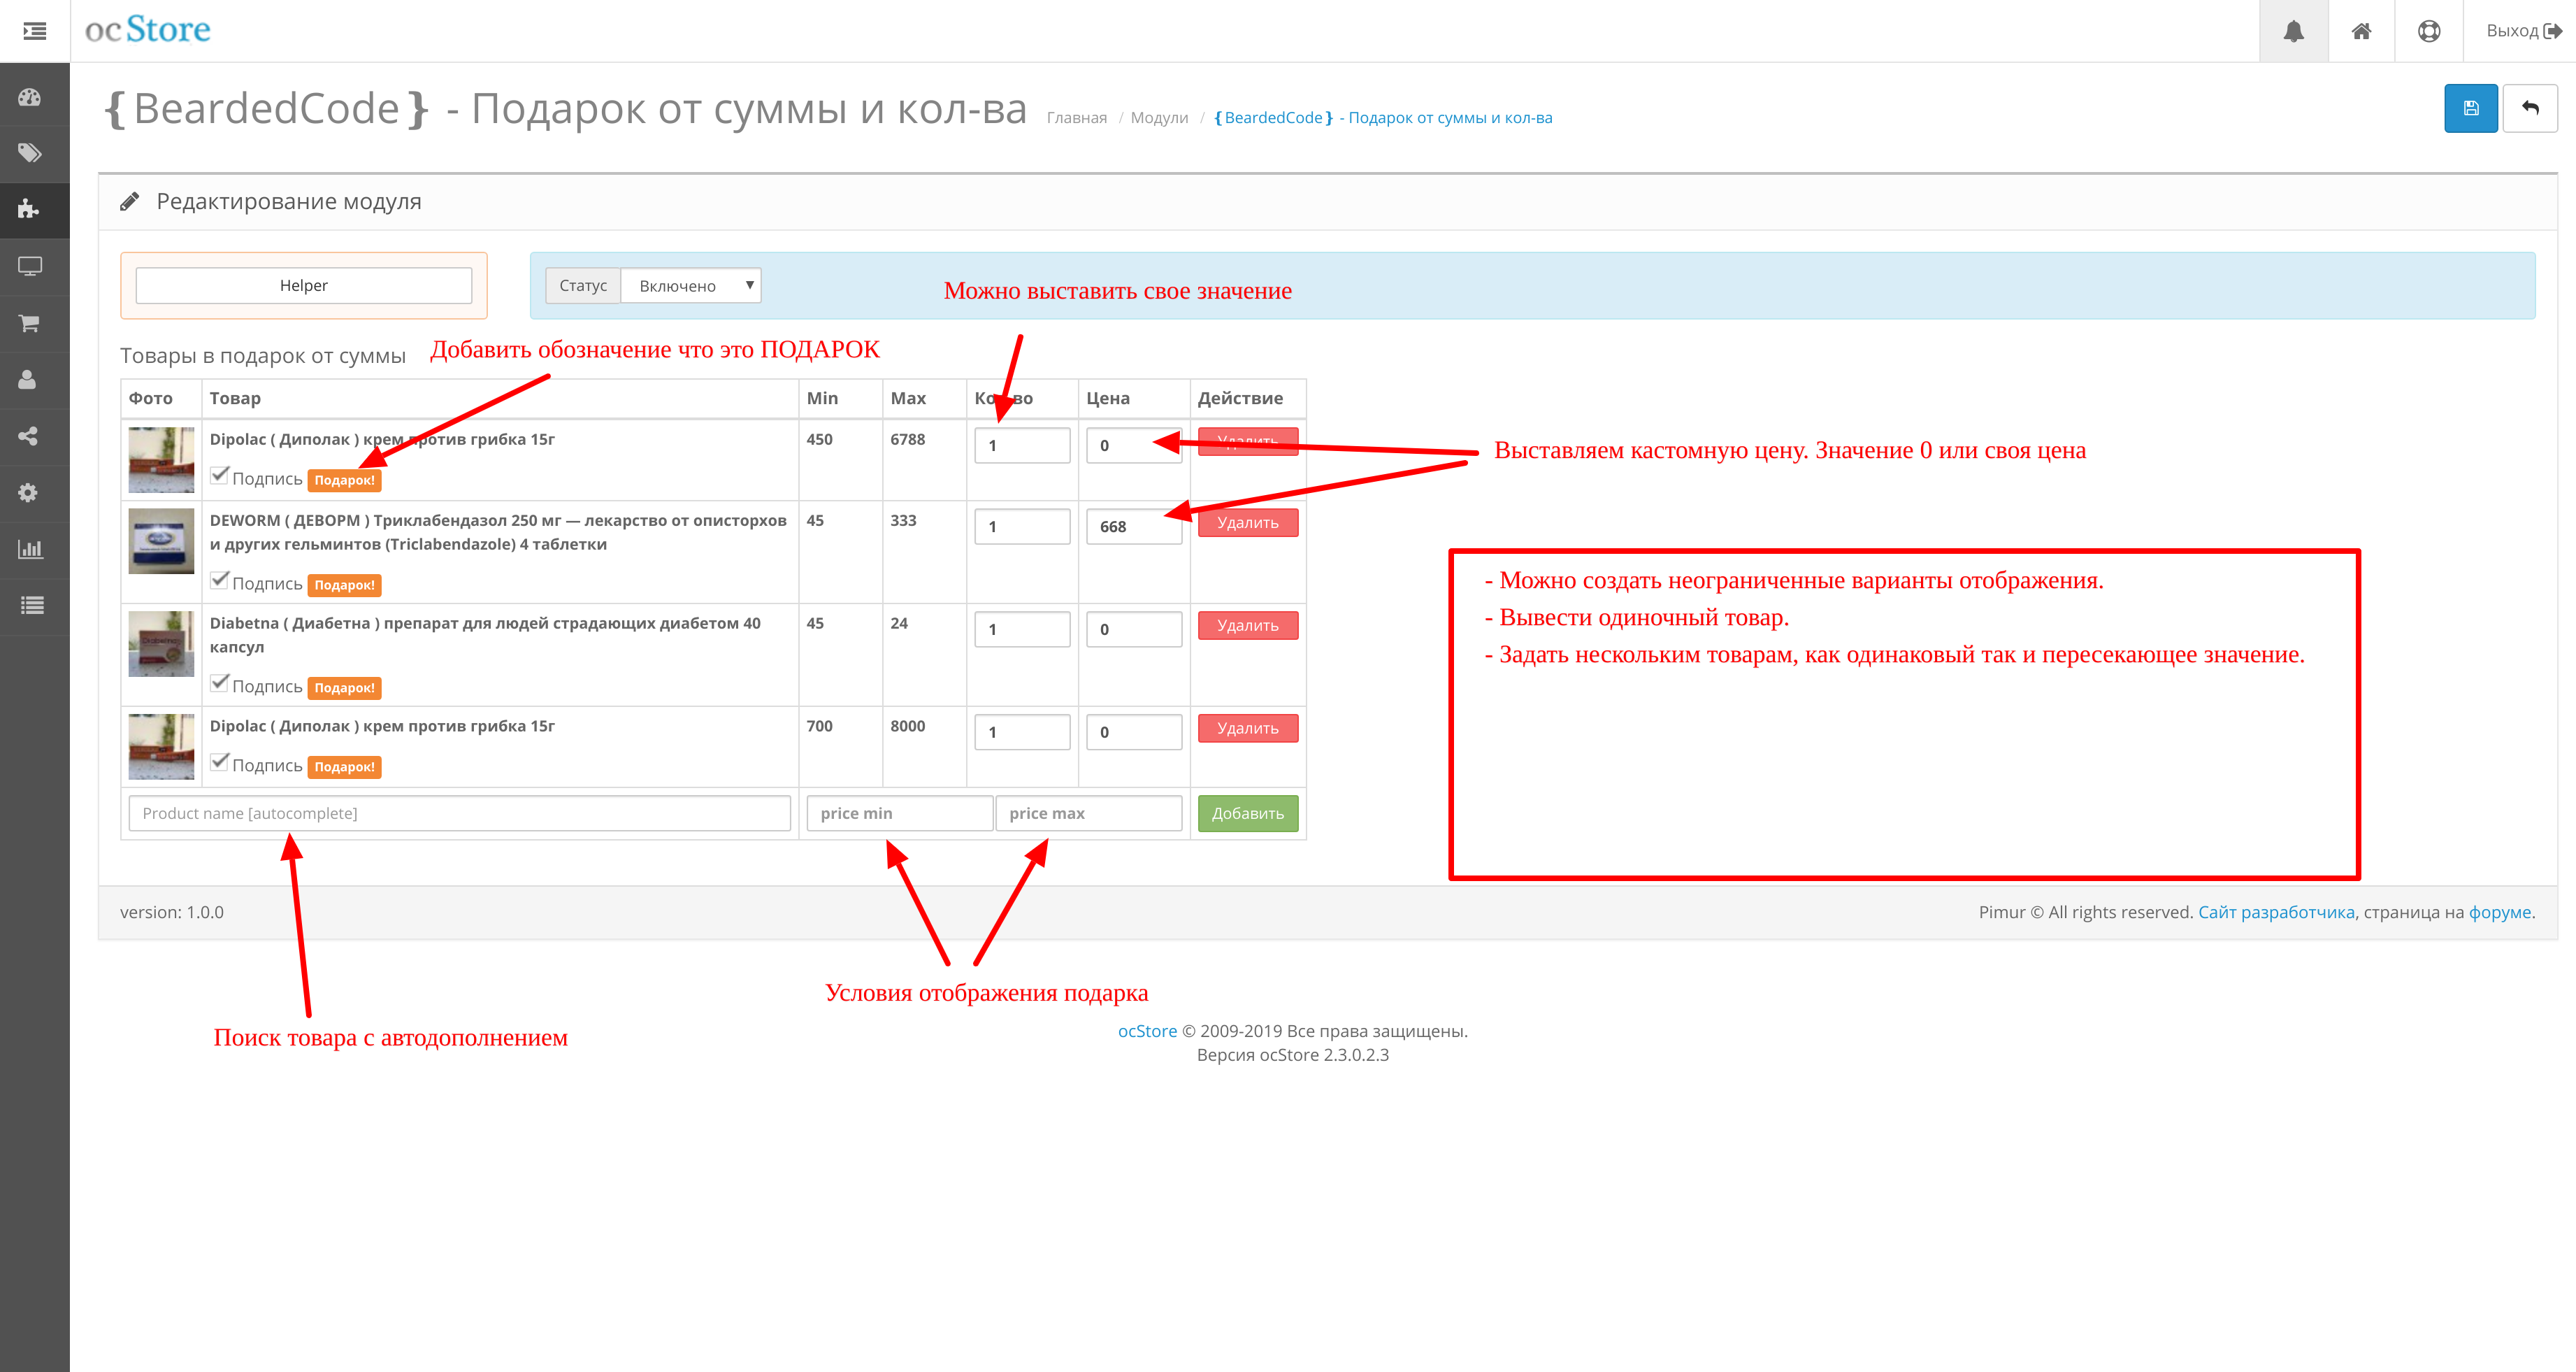 ocStore
Выход
{BeardedCode} - Подарок от суммы и кол-ва
Главная / Модули / {BeardedCode} - Подарок от суммы и кол-ва
Редактирование модуля
Helper
Статус Включено
Можно выставить свое значение
Товары в подарок от суммы
Добавить обозначение что это ПОДАРОК
Фото Товар Min Max Кол-во Цена Действие
Dipolac ( Диполак ) крем против грибка 15г 450 6788 1 0 Удалить
Подпись Подарок!
Выставляем кастомную цену. Значение 0 или своя цена
DEWORM ( ДЕВОРМ ) Триклабендазол 250 мг — лекарство от описторхов 45 333 1 668 Удалить
и других гельминтов (Triclabendazole) 4 таблетки
Подпись Подарок!
- Можно создать неограниченные варианты отображения.
- Вывести одиночный товар.
- Задать нескольким товарам, как одинаковый так и пересекающее значение.
Diabetna ( Диабетна ) препарат для людей страдающих диабетом 40 45 24 1 0 Удалить
капсул
Подпись Подарок!
Dipolac ( Диполак ) крем против грибка 15г 700 8000 1 0 Удалить
Подпись Подарок!
Product name [autocomplete] price min price max Добавить
version: 1.0.0
Pimur © All rights reserved. Сайт разработчика, страница на форуме.
Условия отображения подарка
Поиск товара с автодополнением
ocStore © 2009-2019 Все права защищены.
Версия ocStore 2.3.0.2.3